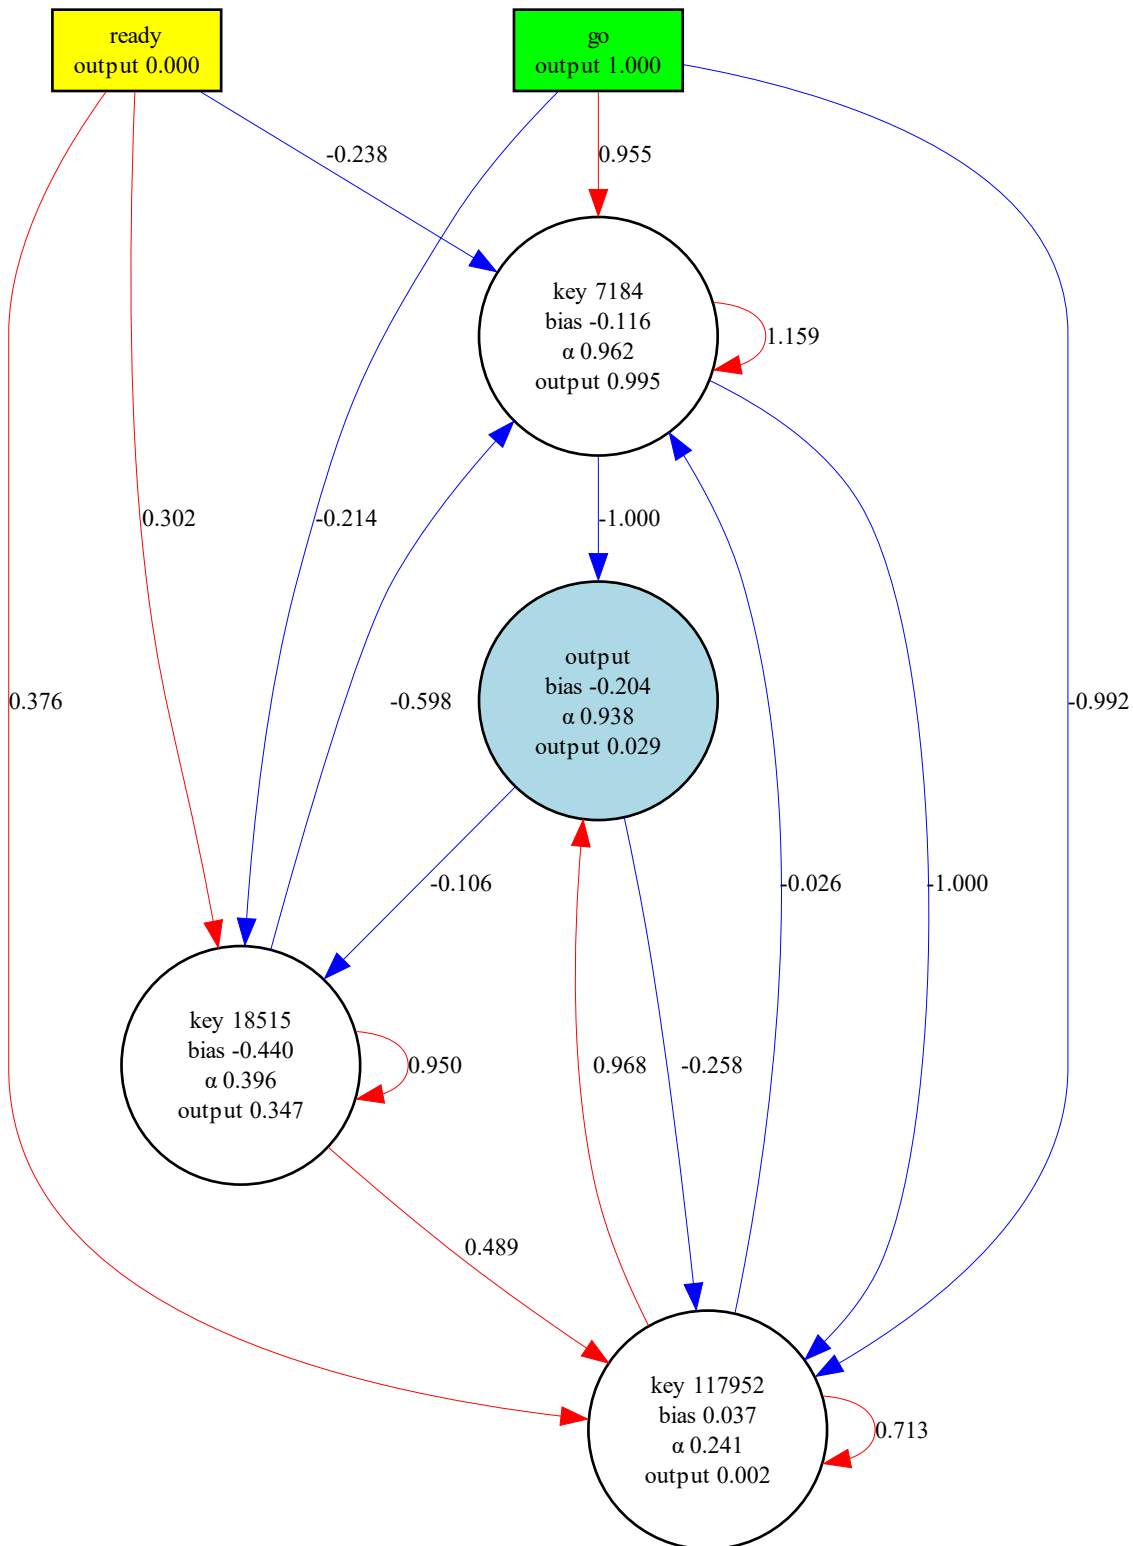 ready
output 0.000
go
output 1.000
-0.238
0.955
key 7184
bias -0.116
α 0.962
output 0.995
1.159
0.302
-0.214
-1.000
output
bias -0.204
α 0.938
output 0.029
0.376
-0.598
-0.992
-0.106
-0.026
-1.000
key 18515
bias -0.440
α 0.396
output 0.347
0.950
0.968
-0.258
0.489
key 117952
bias 0.037
α 0.241
output 0.002
0.713